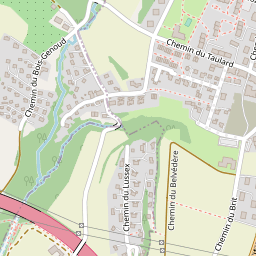 Chemin du Taulard
Chemin du Bois-Genoud
Chemin du Lussex
Chemin du Belvédère
Chemin du Brit